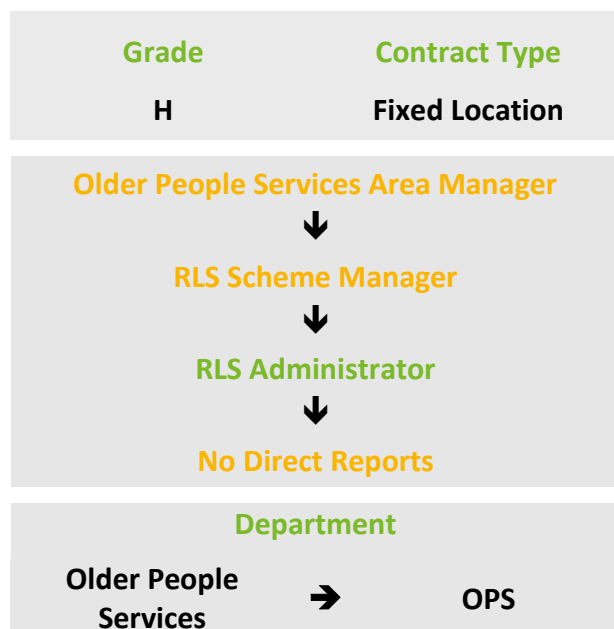 Grade Contract Type
H Fixed Location
Older People Services Area Manager
↓
RLS Scheme Manager
↓
RLS Administrator
↓
No Direct Reports
Department
Older People
Services → OPS